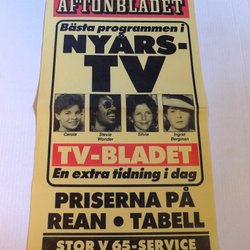 AFTONBLADET
Bästa programmen i
NYÅRS-
TV
Carola
Stevie
Wonder
Silvia
Ingrid
Bergman
TV-BLADET
En extra tidning i dag
PRISERNA PÅ
REAN • TABELL
STOR V 65-SERVICE